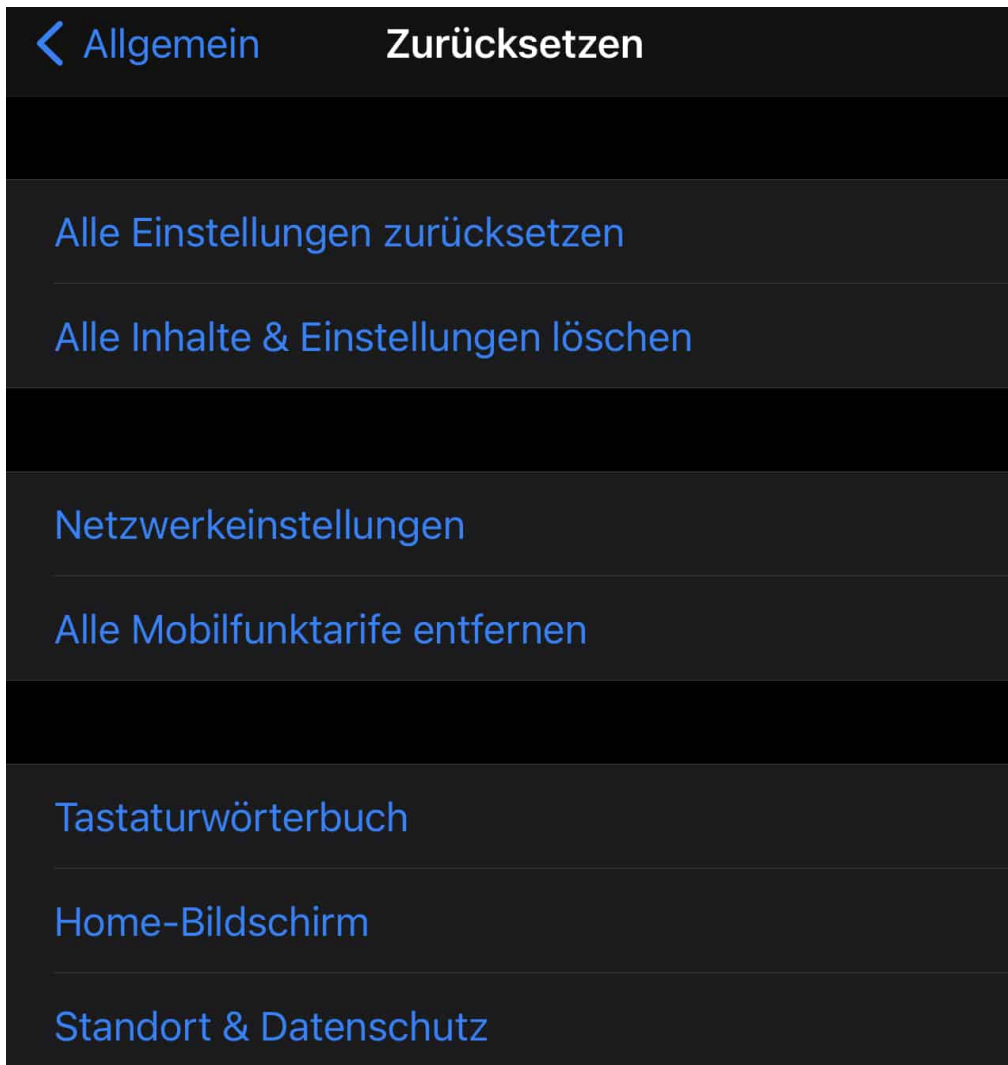 Allgemein Zurücksetzen
Alle Einstellungen zurücksetzen
Alle Inhalte & Einstellungen löschen
Netzwerkeinstellungen
Alle Mobilfunktarife entfernen
Tastaturwörterbuch
Home-Bildschirm
Standort & Datenschutz